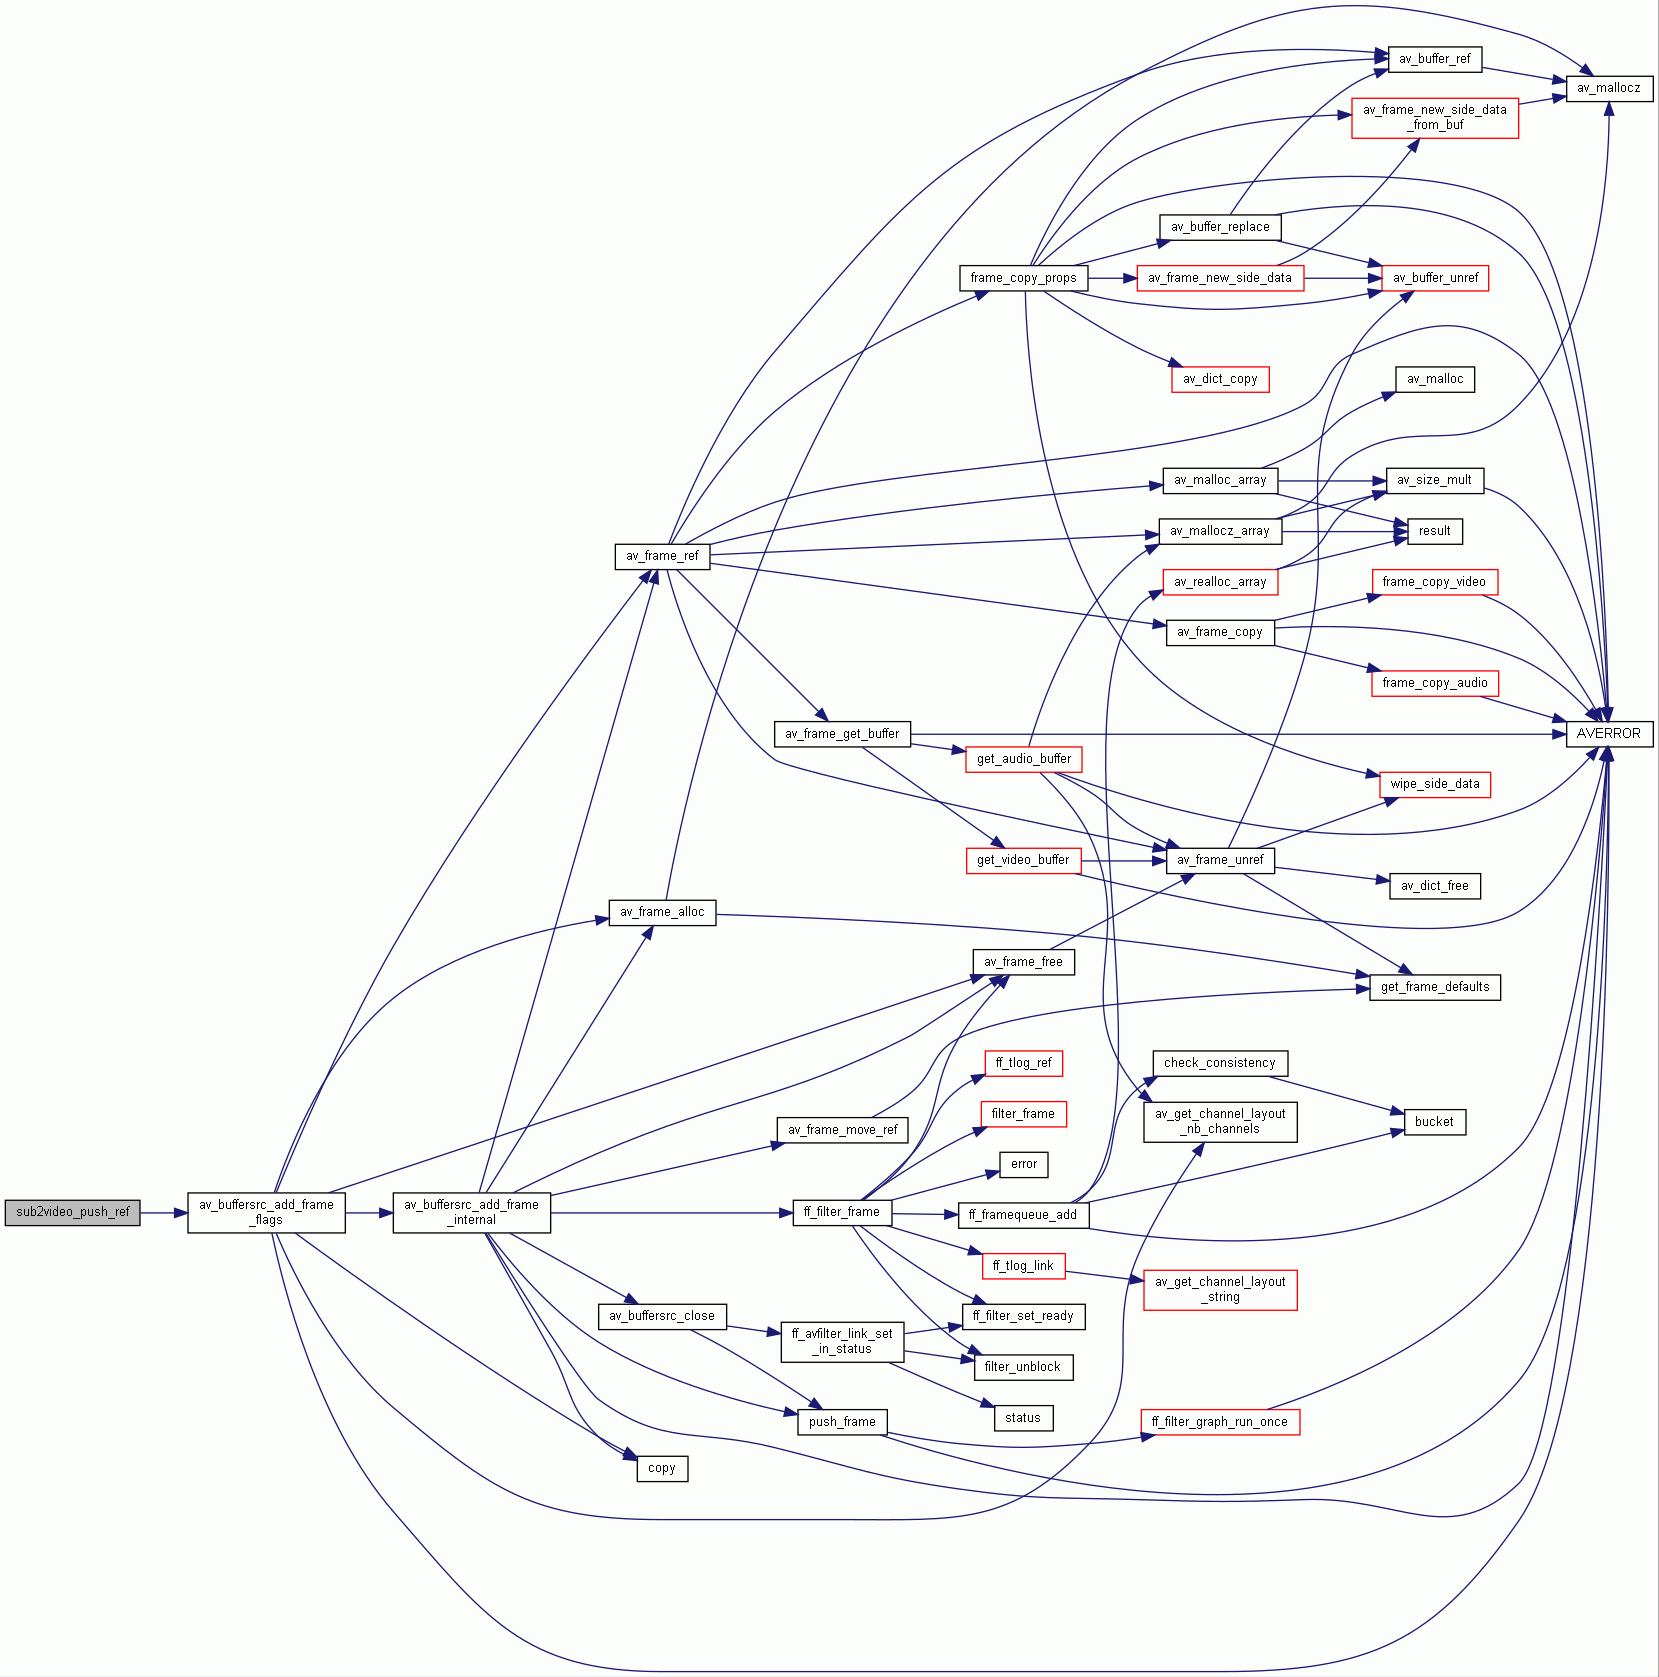 av_buffer_ref
av_mallocz
av_frame_new_side_data
_from_buf
av_buffer_replace
frame_copy_props
av_frame_new_side_data
av_buffer_unref
av_dict_copy
av_malloc
av_malloc_array
av_size_mult
av_mallocz_array
result
av_frame_ref
av_realloc_array
frame_copy_video
av_frame_copy
frame_copy_audio
av_frame_get_buffer
AVERROR
get_audio_buffer
wipe_side_data
get_video_buffer
av_frame_unref
av_dict_free
av_frame_alloc
av_frame_free
get_frame_defaults
ff_tlog_ref
check_consistency
filter_frame
av_get_channel_layout
_nb_channels
bucket
av_frame_move_ref
error
sub2video_push_ref
av_buffersrc_add_frame
_flags
av_buffersrc_add_frame
_internal
ff_filter_frame
ff_framequeue_add
ff_tlog_link
av_get_channel_layout
_string
av_buffersrc_close
ff_filter_set_ready
ff_avfilter_link_set
_in_status
filter_unblock
status
push_frame
ff_filter_graph_run_once
copy